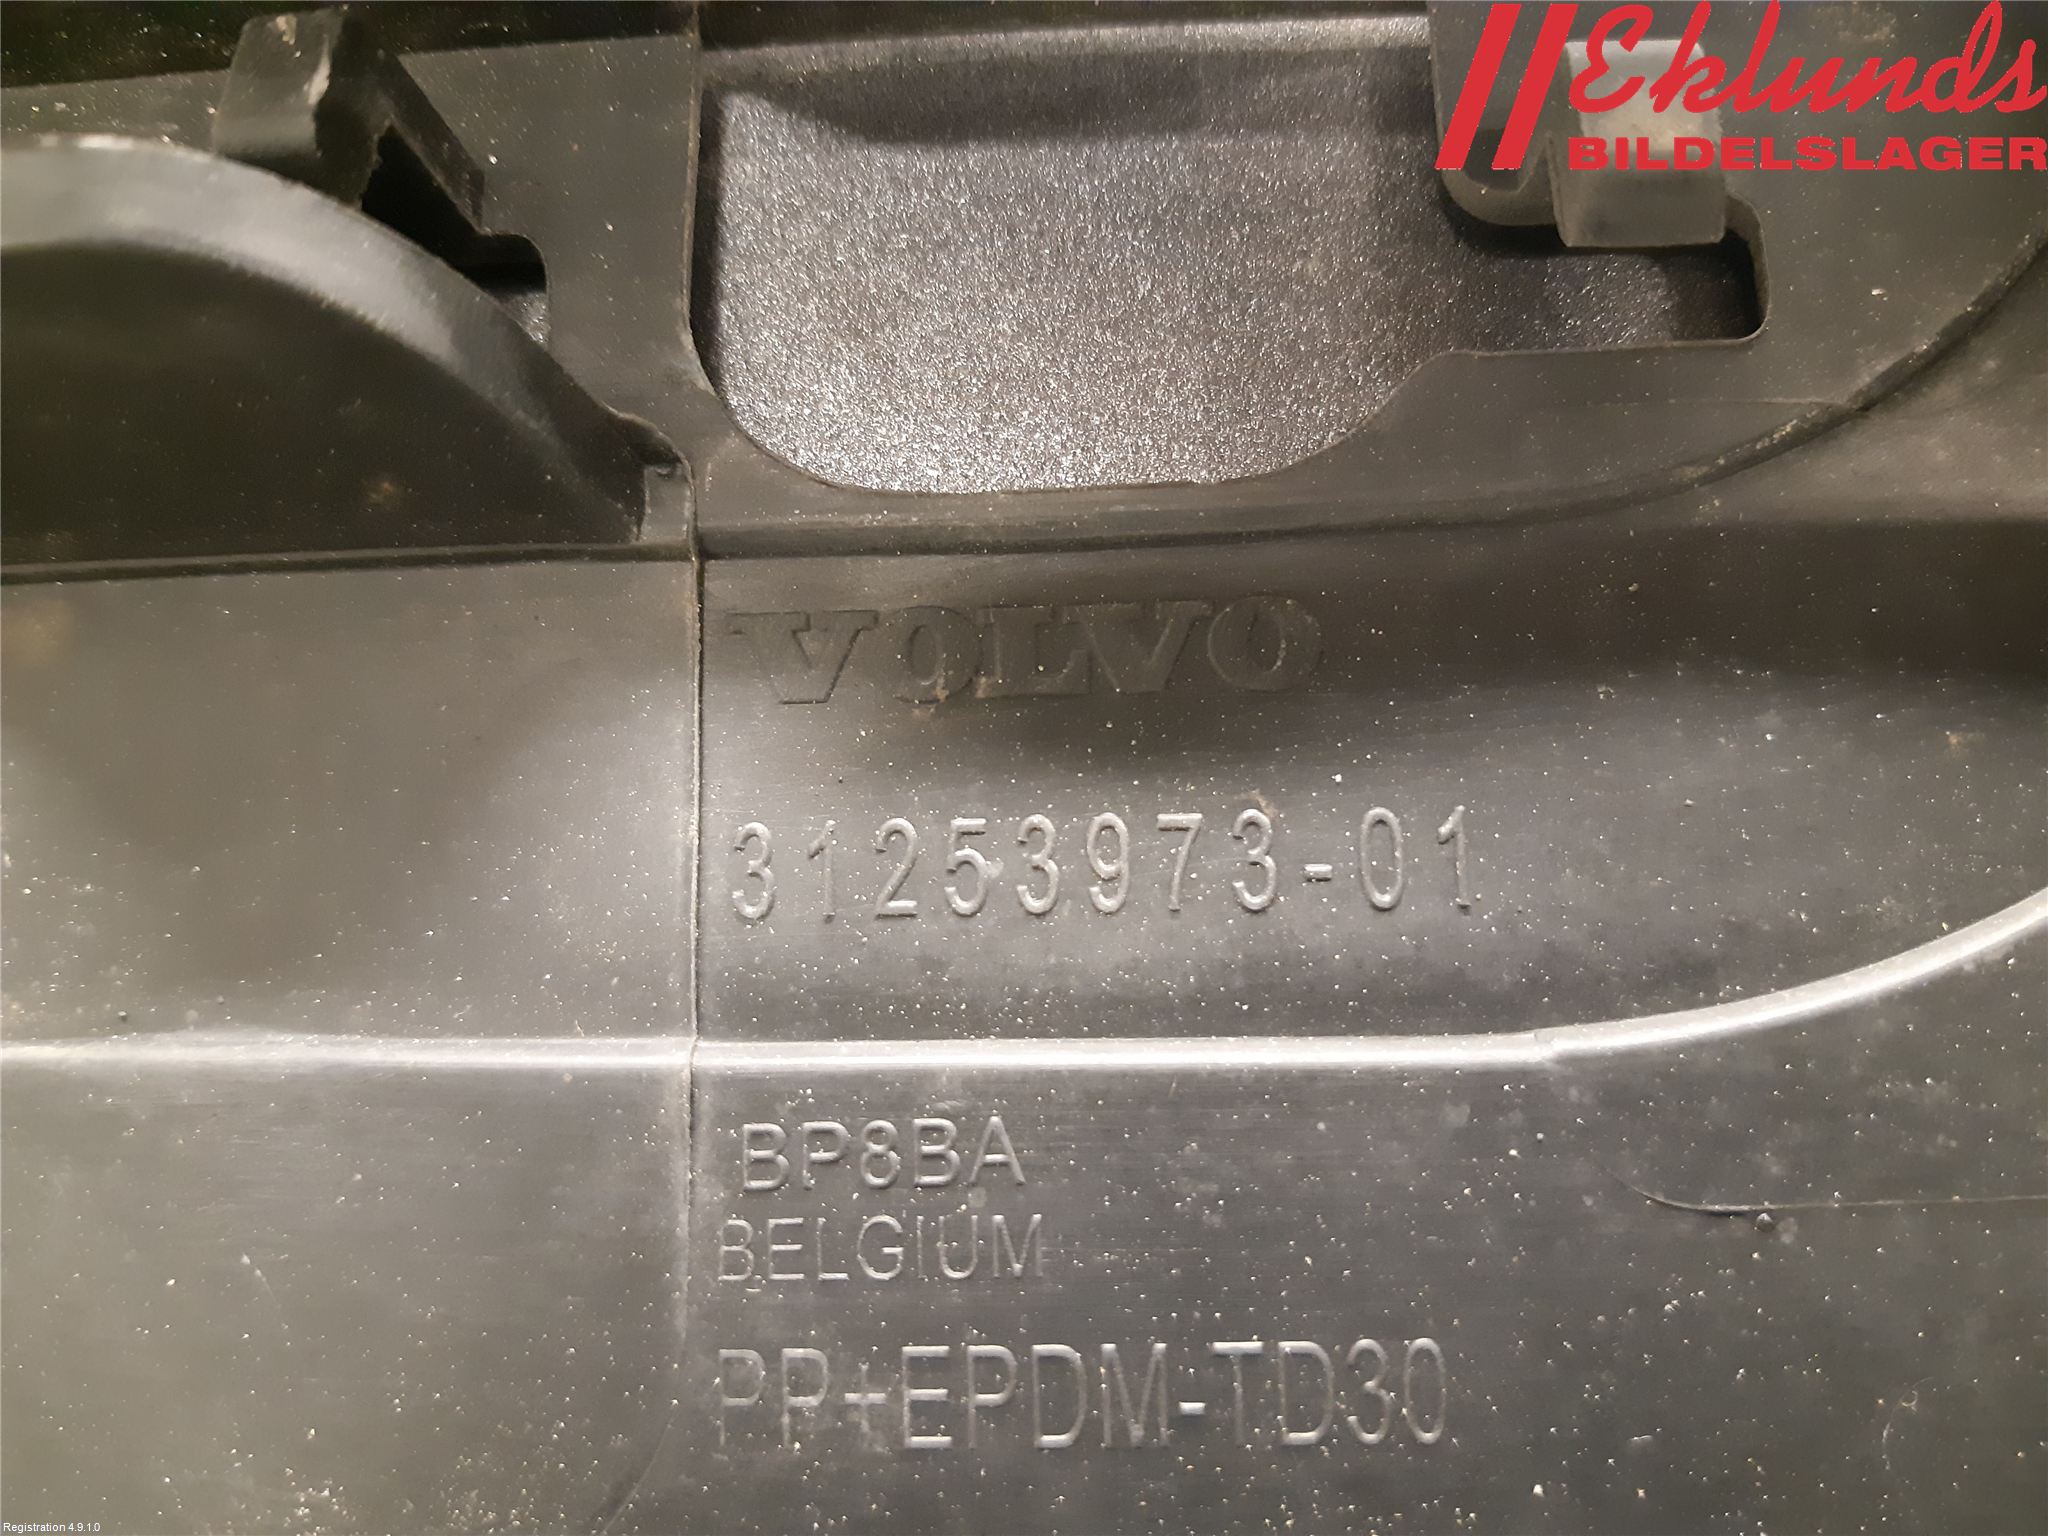 Eklunds
BILDELSLAGER
VOLVO
31253973-01
BP8BA
BELGIUM
PP+EPDM-TD30
Registration 4.9.1.0